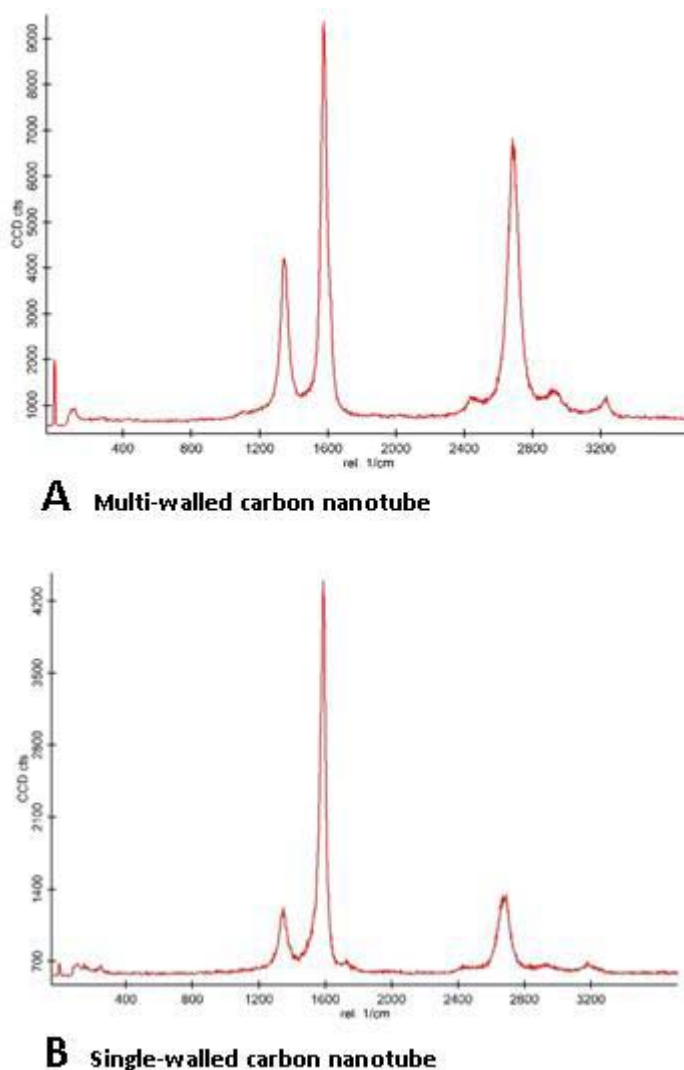 9000
8000
7000
6000
5000
4000
3000
2000
1000
CCD cts
400 1200 1600 2000 2400 2800 3200
rel. 1/cm
A Multi-walled carbon nanotube
4200
3500
2800
2100
1400
700
CCD cts
400 800 1200 1600 2000 2400 2800 3200
rel. 1/cm
B Single-walled carbon nanotube